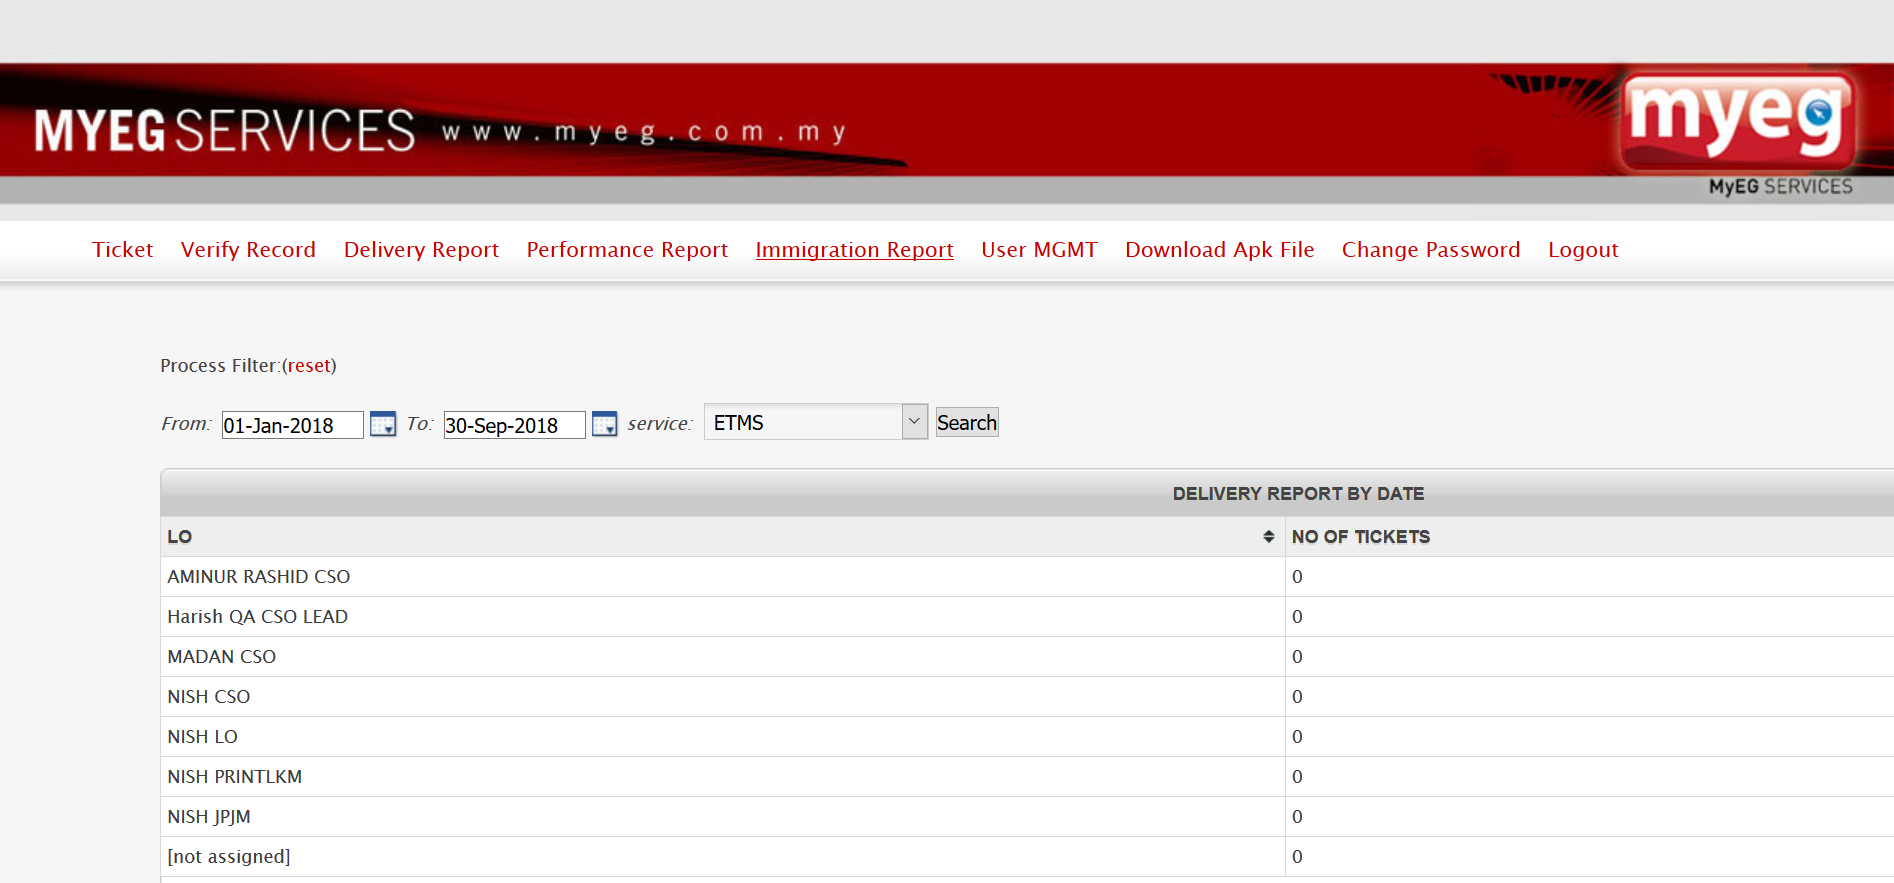 MYEG SERVICES www.myeg.com.my
myeg
MyEG SERVICES
Ticket Verify Record Delivery Report Performance Report Immigration Report User MGMT Download Apk File Change Password Logout
Process Filter:(reset)
From: 01-Jan-2018 To: 30-Sep-2018 service: ETMS Search
DELIVERY REPORT BY DATE
LO NO OF TICKETS
AMINUR RASHID CSO 0
Harish QA CSO LEAD 0
MADAN CSO 0
NISH CSO 0
NISH LO 0
NISH PRINTLKM 0
NISH JPJM 0
[not assigned] 0